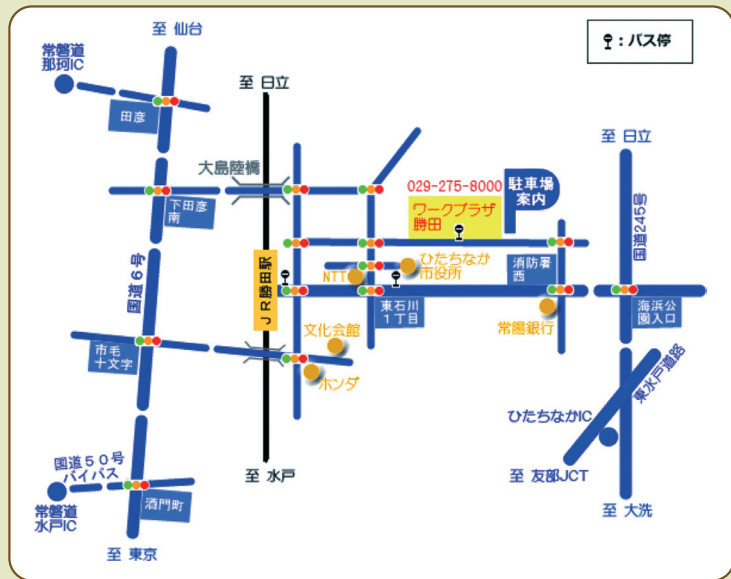 至 仙台
：バス停
常磐道
那珂IC
至 日立
田彦
至 日立
大島陸橋
029-275-8000
駐車場
案内
ワークプラザ
勝田
下田彦
南
国道245号
国道６号
JR勝田駅
ひたちなか
市役所
NTT
消防署
西
東石川
１丁目
海浜公
園入口
文化会館
常陽銀行
市毛
十文字
ホンダ
東水戸道路
ひたちなかIC
国道５０号
バイパス
至 水戸
至 友部JCT
常磐道
水戸IC
酒門町
至 大洗
至 東京